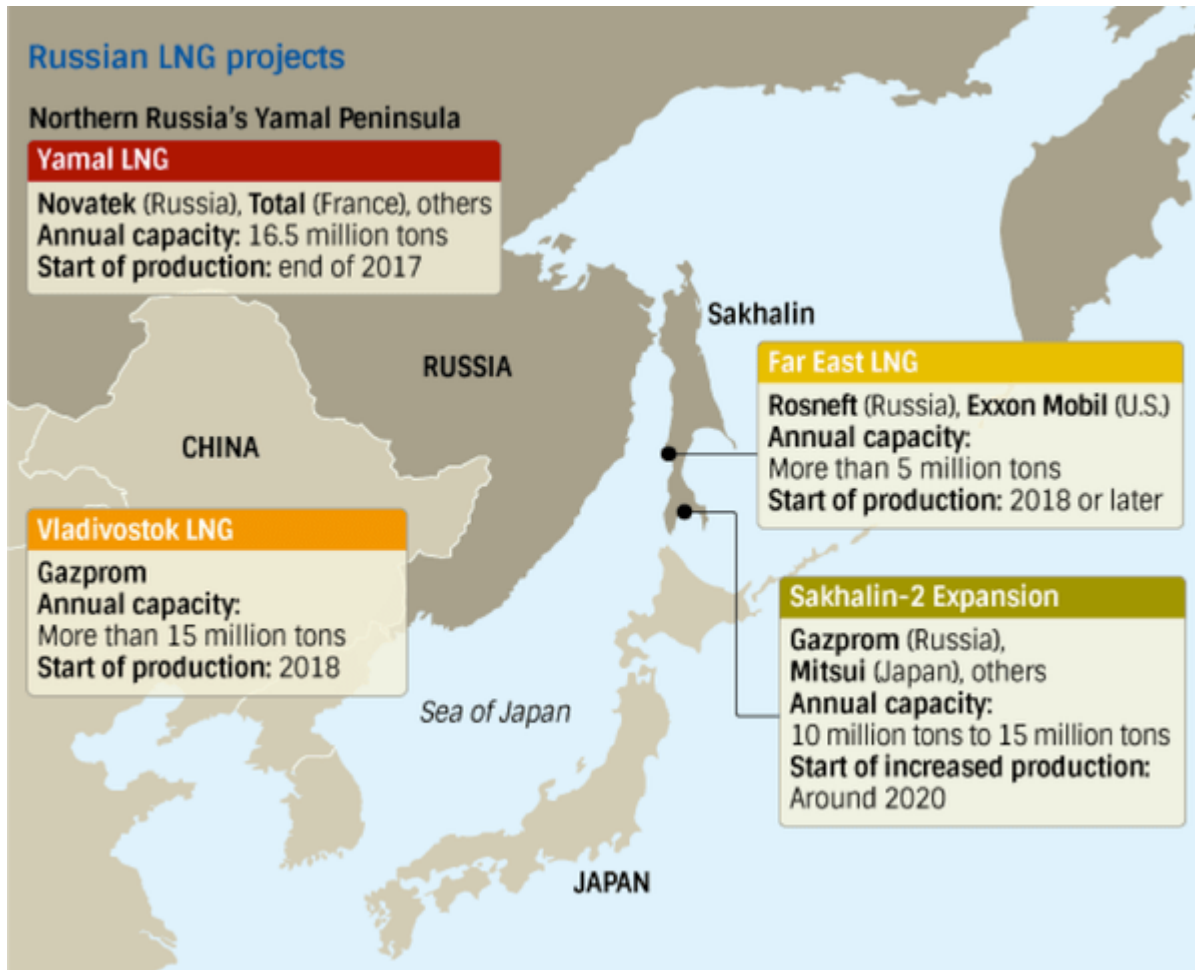 Russian LNG projects
Northern Russia's Yamal Peninsula
Yamal LNG
Novatek (Russia), Total (France), others
Annual capacity: 16.5 million tons
Start of production: end of 2017
Sakhalin
RUSSIA
Far East LNG
Rosneft (Russia), Exxon Mobil (U.S.)
Annual capacity:
More than 5 million tons
Start of production: 2018 or later
CHINA
Vladivostok LNG
Gazprom
Annual capacity:
More than 15 million tons
Start of production: 2018
Sakhalin-2 Expansion
Gazprom (Russia),
Mitsui (Japan), others
Annual capacity:
10 million tons to 15 million tons
Start of increased production:
Around 2020
Sea of Japan
JAPAN